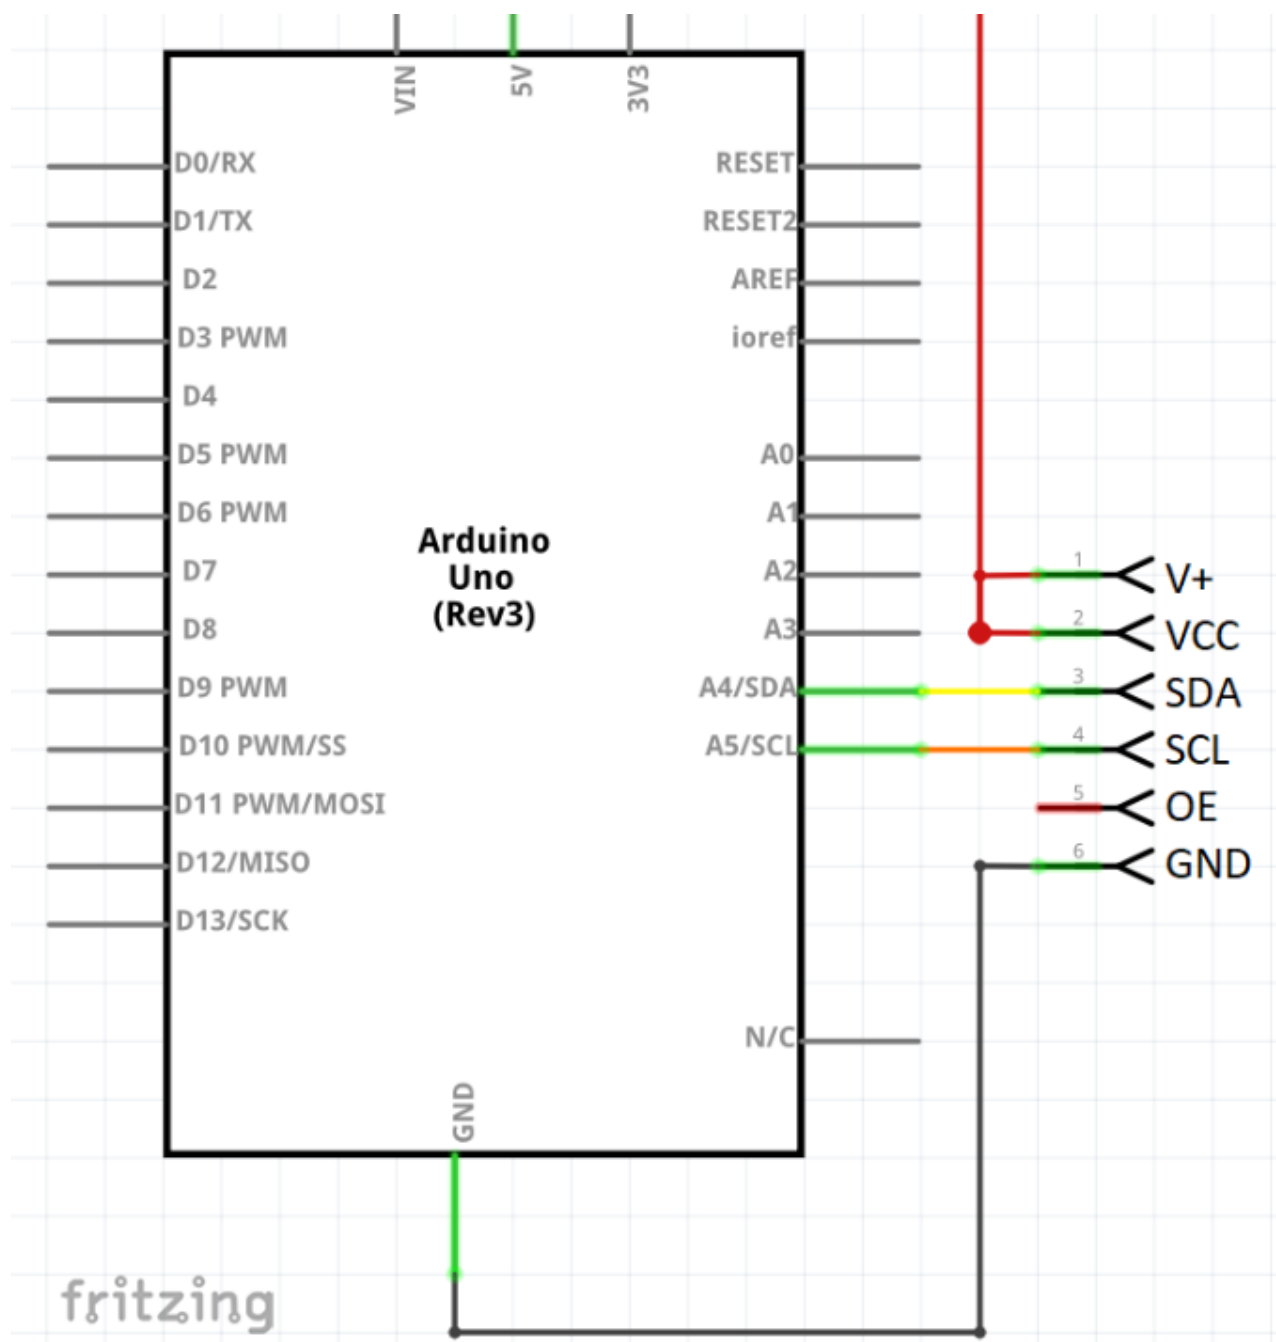 VIN
5V
3V3
D0/RX
RESET
D1/TX
RESET2
D2
AREF
D3 PWM
ioref
D4
D5 PWM
A0
D6 PWM
A1
Arduino
Uno
(Rev3)
D7
A2
1
V+
D8
A3
2
VCC
D9 PWM
A4/SDA
3
SDA
D10 PWM/SS
A5/SCL
4
SCL
D11 PWM/MOSI
5
OE
D12/MISO
6
GND
D13/SCK
N/C
GND
fritzing